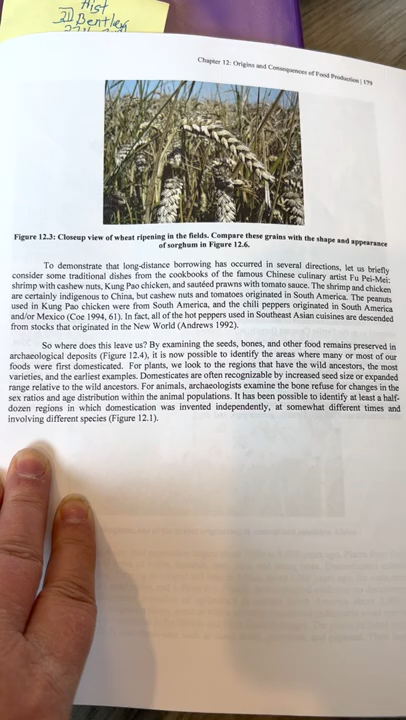 Hist
Bentley
Chapter 12: Origins and Consequences of Food Production | 179
Figure 12.3: Closeup view of wheat ripening in the fields. Compare these grains with the shape and appearance
of sorghum in Figure 12.6.
To demonstrate that long-distance borrowing has occurred in several directions, let us briefly
consider some traditional dishes from the cookbooks of the famous Chinese culinary artist Fu Pei-Mei:
shrimp with cashew nuts, Kung Pao chicken, and sautéed prawns with tomato sauce. The shrimp and chicken
are certainly indigenous to China, but cashew nuts and tomatoes originated in South America. The peanuts
used in Kung Pao chicken were from South America, and the chili peppers originated in South America
and/or Mexico (Coe 1994, 61). In fact, all of the hot peppers used in Southeast Asian cuisines are descended
from stocks that originated in the New World (Andrews 1992).
So where does this leave us? By examining the seeds, bones, and other food remains preserved in
archaeological deposits (Figure 12.4), it is now possible to identify the areas where many or most of our
foods were first domesticated. For plants, we look to the regions that have the wild ancestors, the most
varieties, and the earliest examples. Domesticates are often recognizable by increased seed size or expanded
range relative to the wild ancestors. For animals, archaeologists examine the bone refuse for changes in the
sex ratios and age distribution within the animal populations. It has been possible to identify at least a half-
dozen regions in which domestication was invented independently, at somewhat different times and
involving different species (Figure 12.1).